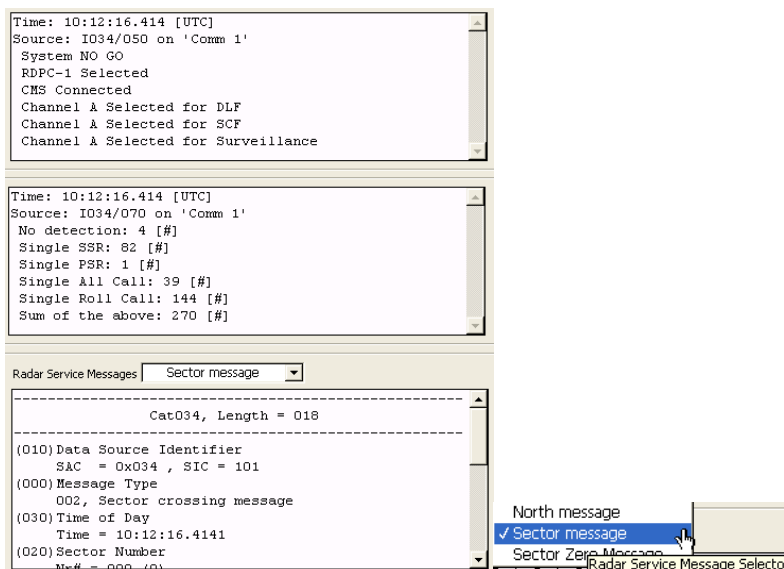 Time: 10:12:16.414 [UTC]
Source: I034/050 on 'Comm 1'
System NO GO
RDPC-1 Selected
CMS Connected
Channel A Selected for DLF
Channel A Selected for SCF
Channel A Selected for Surveillance
Time: 10:12:16.414 [UTC]
Source: I034/070 on 'Comm 1'
No detection: 4 [#]
Single SSR: 82 [#]
Single PSR: 1 [#]
Single All Call: 39 [#]
Single Roll Call: 144 [#]
Sum of the above: 270 [#]
Radar Service Messages Sector message
Cat034, Length = 018
(010)Data Source Identifier
SAC = 0x034 , SIC = 101
(000)Message Type
002, Sector crossing message
(030)Time of Day
Time = 10:12:16.4141
(020)Sector Number
Nr# = 000 (0)
North message
Sector message
Sector Zero Message
Radar Service Message Selecto